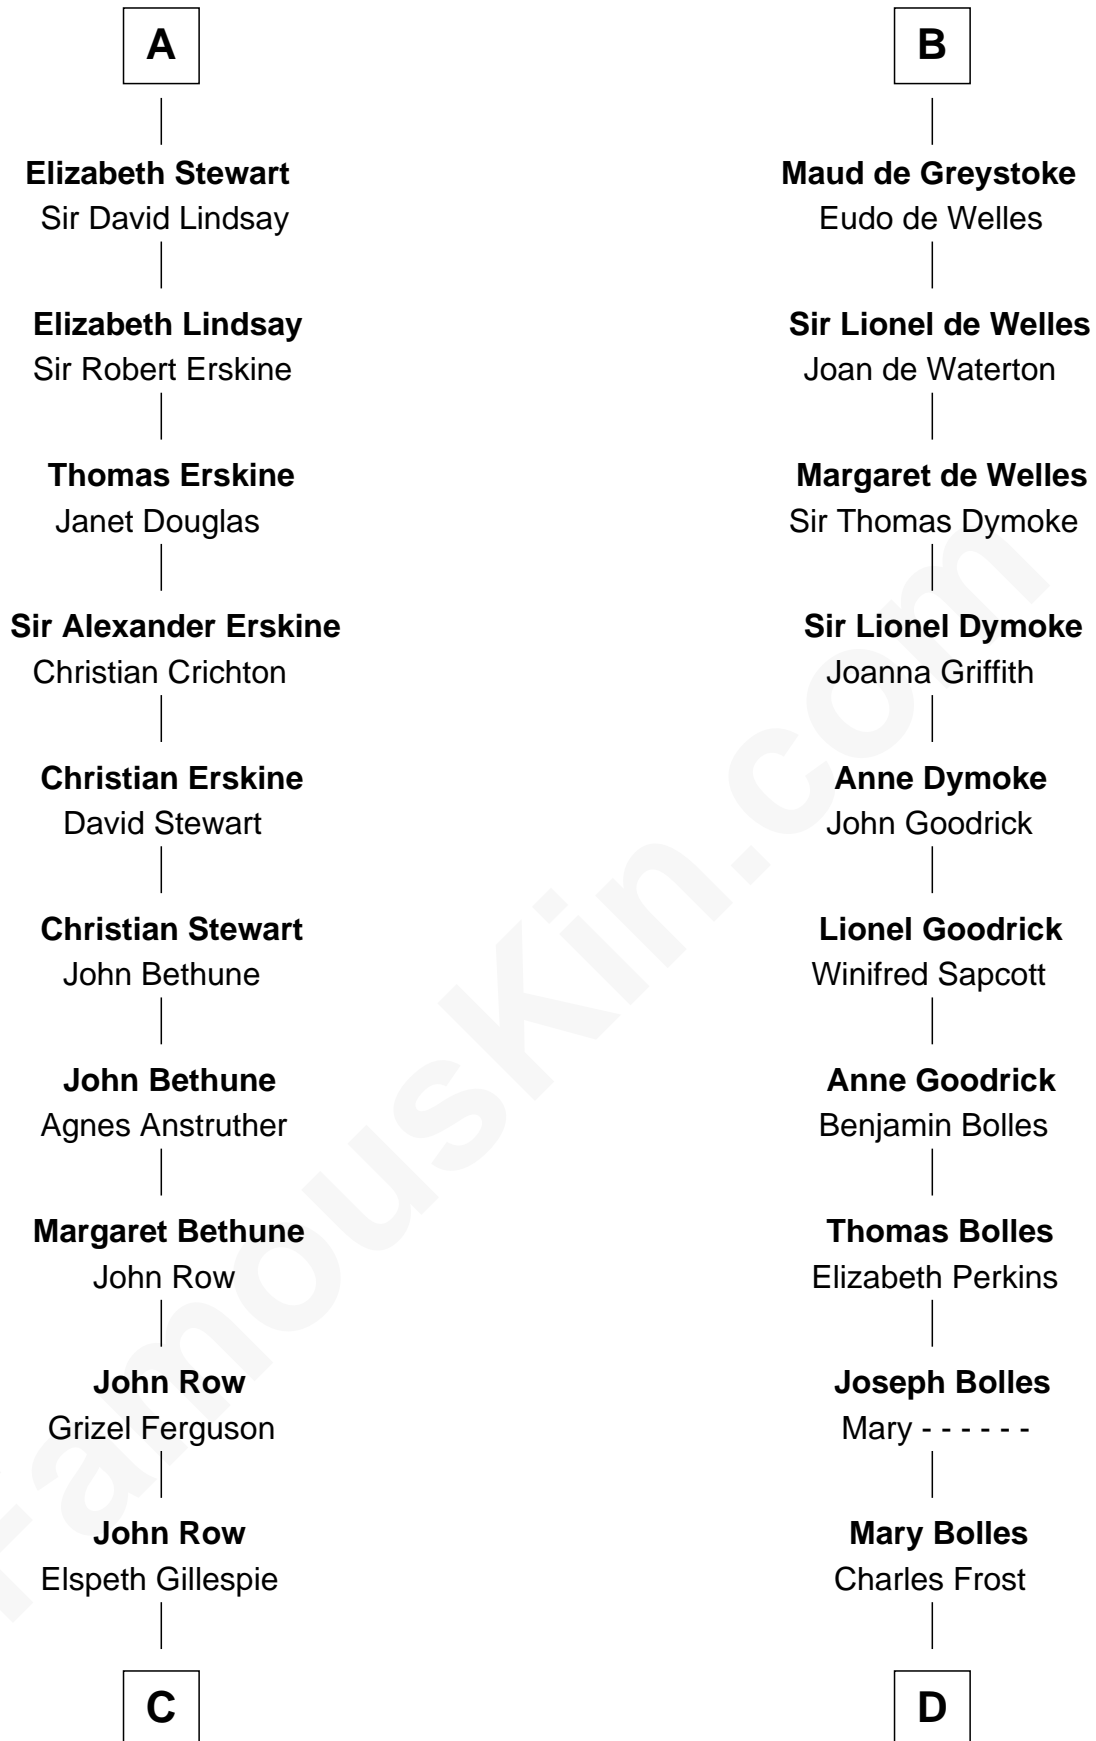 A
Elizabeth Stewart
Sir David Lindsay
Elizabeth Lindsay
Sir Robert Erskine
Thomas Erskine
Janet Douglas
Sir Alexander Erskine
Christian Crichton
Christian Erskine
David Stewart
Christian Stewart
John Bethune
John Bethune
Agnes Anstruther
Margaret Bethune
John Row
John Row
Grizel Ferguson
John Row
Elspeth Gillespie
C
B
Maud de Greystoke
Eudo de Welles
Sir Lionel de Welles
Joan de Waterton
Margaret de Welles
Sir Thomas Dymoke
Sir Lionel Dymoke
Joanna Griffith
Anne Dymoke
John Goodrick
Lionel Goodrick
Winifred Sapcott
Anne Goodrick
Benjamin Bolles
Thomas Bolles
Elizabeth Perkins
Joseph Bolles
Mary - - - - - -
Mary Bolles
Charles Frost
D
FamousKin.com